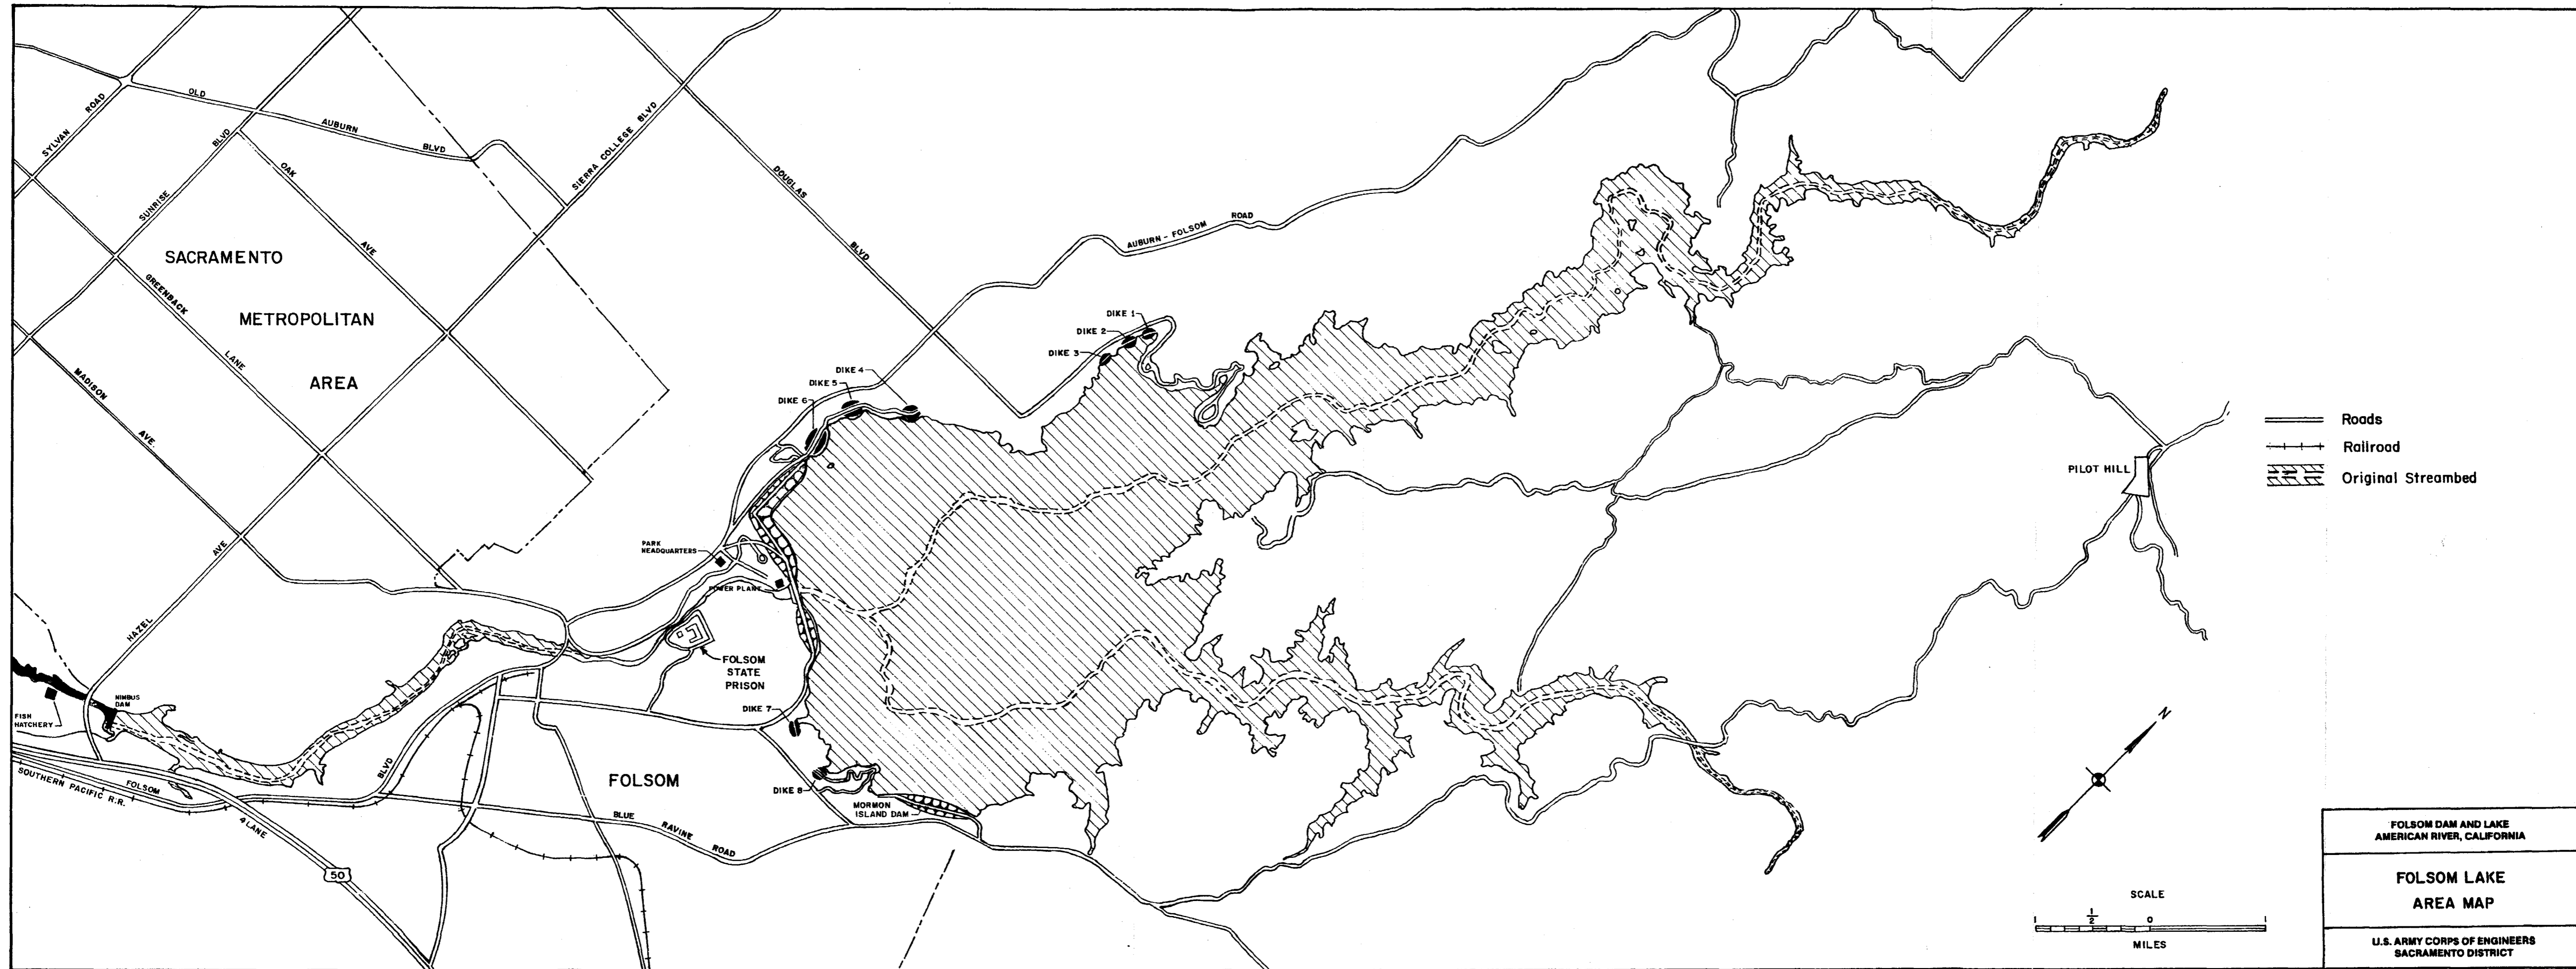 OLD
AUBURN
BLVD
SYLVAN
ROAD
SUNRISE
BLVD
OAK
AVE
SIERRA COLLEGE BLVD
DOUGLAS
BLVD
AUBURN - FOLSOM
ROAD
SACRAMENTO
METROPOLITAN
AREA
GREENBACK
LANE
MADISON
AVE
HAZEL
AVE
DIKE 1
DIKE 2
DIKE 3
DIKE 4
DIKE 5
DIKE 6
PARK
HEADQUARTERS
POWER PLANT
FOLSOM
STATE
PRISON
DIKE 7
DIKE 8
MORMON
ISLAND DAM
FOLSOM
NIMBUS
DAM
FISH
HATCHERY
SOUTHERN PACIFIC R.R.
FOLSOM
BLVD
4 LANE
50
BLUE
RAVINE
ROAD
PILOT HILL
Roads
Railroad
Original Streambed
N
SCALE
1
1/2
0
1
MILES
FOLSOM DAM AND LAKE
AMERICAN RIVER, CALIFORNIA
FOLSOM LAKE
AREA MAP
U.S. ARMY CORPS OF ENGINEERS
SACRAMENTO DISTRICT